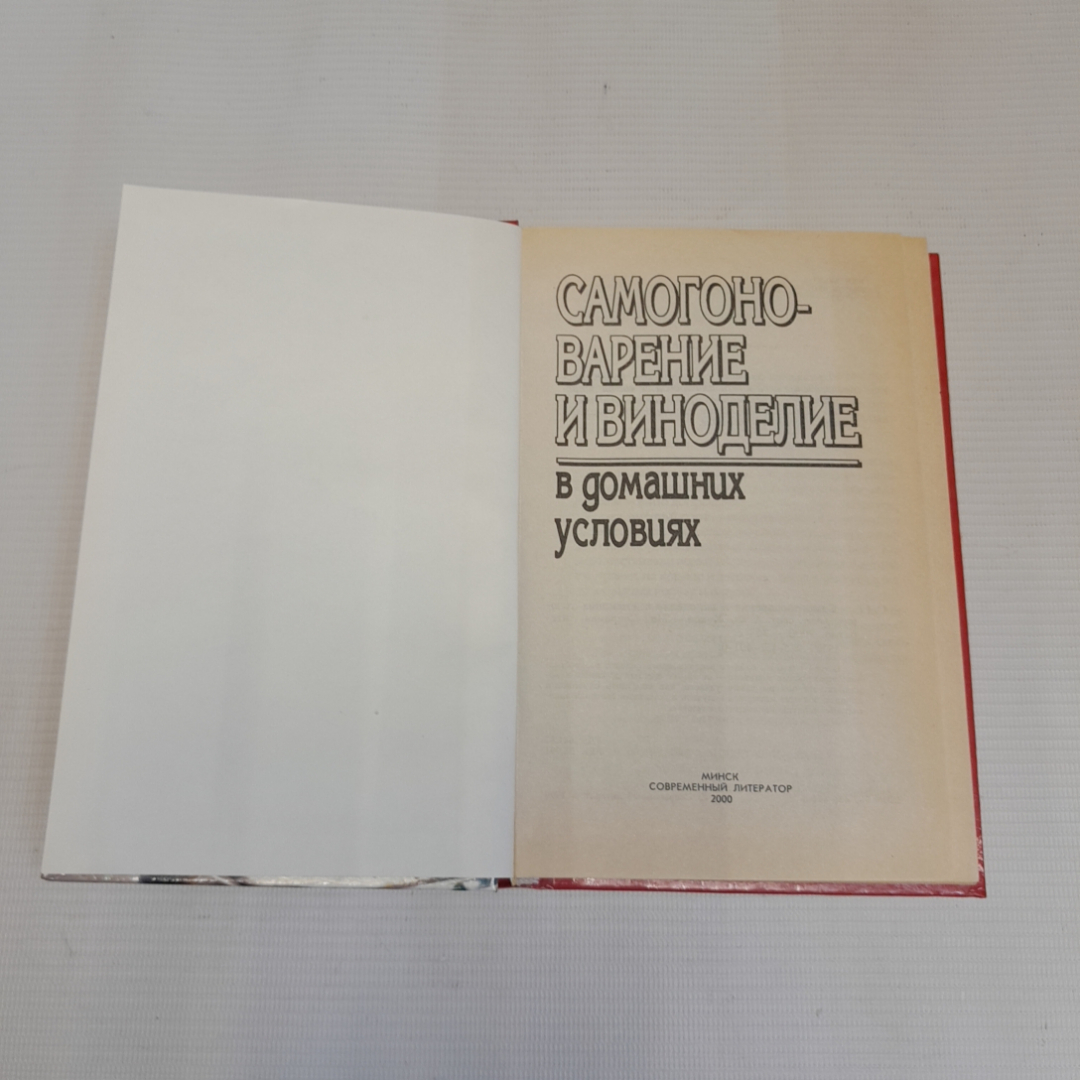 САМОГОНО-
ВАРЕНИЕ
И ВИНОДЕЛИЕ
в домашних
условиях
МИНСК
СОВРЕМЕННЫЙ ЛИТЕРАТОР
2000